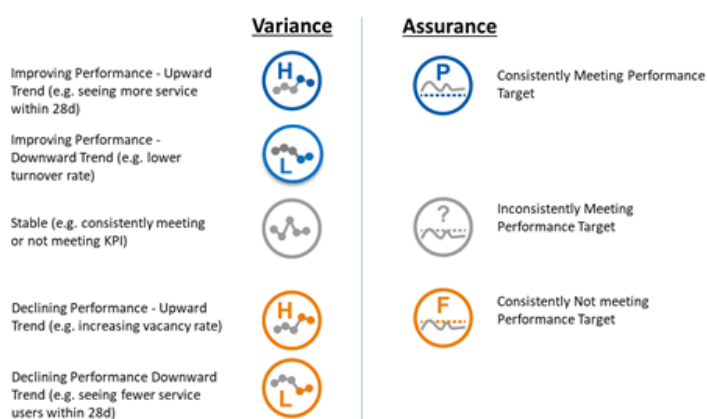 Variance
Assurance
Improving Performance - Upward
Trend (e.g. seeing more service
within 28d)
H
P
Consistently Meeting Performance
Target
Improving Performance -
Downward Trend (e.g. lower
turnover rate)
L
Stable (e.g. consistently meeting
or not meeting KPI)
?
Inconsistently Meeting
Performance Target
Declining Performance - Upward
Trend (e.g. increasing vacancy rate)
H
F
Consistently Not meeting
Performance Target
Declining Performance Downward
Trend (e.g. seeing fewer service
users within 28d)
L